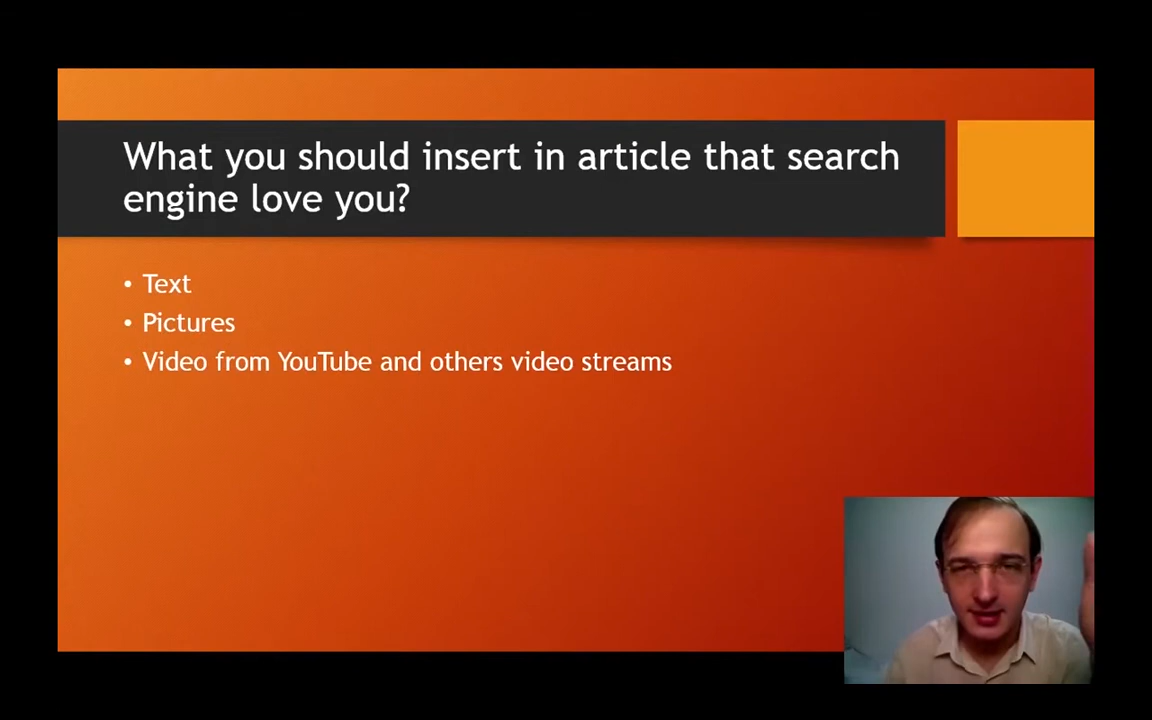 What you should insert in article that search
engine love you?
• Text
• Pictures
• Video from YouTube and others video streams